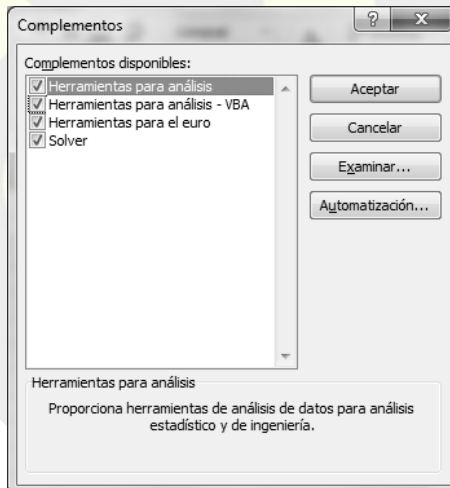 Complementos
Complementos disponibles:
Herramientas para análisis
Herramientas para análisis - VBA
Herramientas para el euro
Solver
Aceptar
Cancelar
Examinar...
Automatización...
Herramientas para análisis
Proporciona herramientas de análisis de datos para análisis
estadístico y de ingeniería.